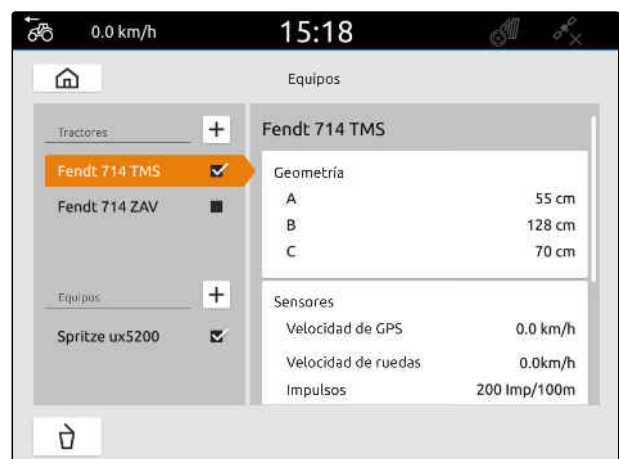 0.0 km/h
15:18
Equipos
Tractores
Fendt 714 TMS
Fendt 714 ZAV
Equipos
Spritze ux5200
Fendt 714 TMS
Geometría
A 55 cm
B 128 cm
C 70 cm
Sensores
Velocidad de GPS 0.0 km/h
Velocidad de ruedas 0.0km/h
Impulsos 200 Imp/100m